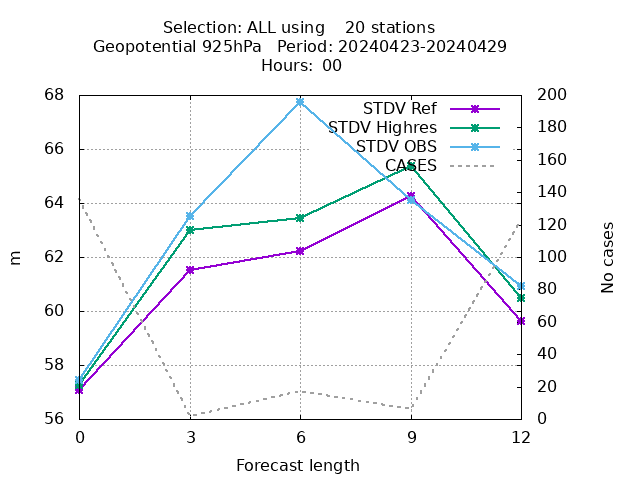 Selection: ALL using    20 stations
Geopotential 925hPa   Period: 20240423-20240429
Hours: 00
STDV Ref
STDV Highres
STDV OBS
CASES
68
66
64
62
60
58
56
200
180
160
140
120
100
80
60
40
20
0
m
No cases
0 3 6 9 12
Forecast length